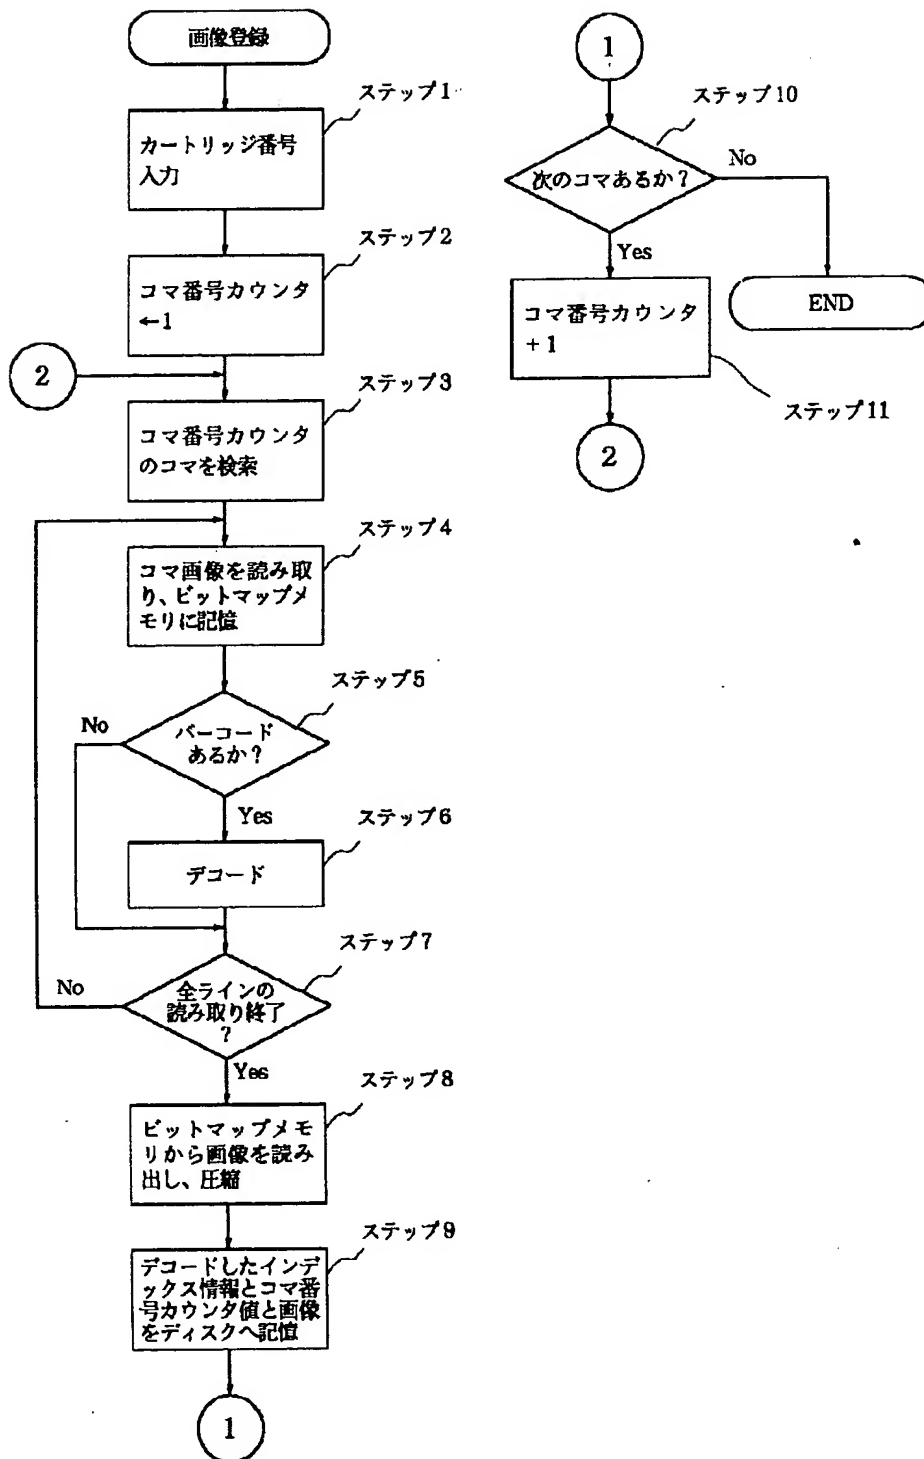 画像登録
ステップ1
カートリッジ番号
入力
ステップ2
コマ番号カウンタ
←1
2
ステップ3
コマ番号カウンタ
のコマを検索
ステップ4
コマ画像を読み取
り、ビットマップメ
モリに記憶
ステップ5
バーコード
あるか？
No
Yes
ステップ6
デコード
ステップ7
全ラインの
読み取り終了
？
No
Yes
ステップ8
ビットマップメモ
リから画像を読み
出し、圧縮
ステップ9
デコードしたインデ
ックス情報とコマ番
号カウンタ値と画像
をディスクへ記憶
1
1
ステップ10
次のコマあるか？
No
Yes
END
コマ番号カウンタ
+1
ステップ11
2